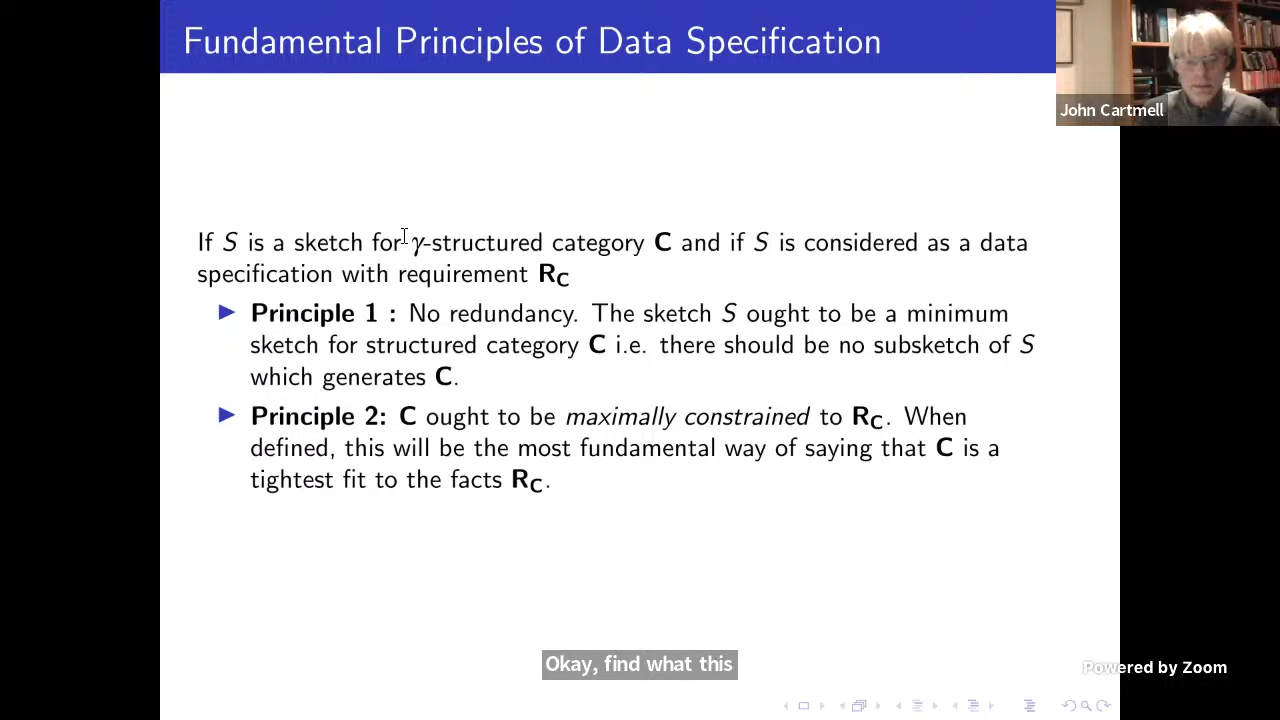 Fundamental Principles of Data Specification
John Cartmell
If S is a sketch for γ-structured category C and if S is considered as a data
specification with requirement R_C
▶ Principle 1 : No redundancy. The sketch S ought to be a minimum
sketch for structured category C i.e. there should be no subsketch of S
which generates C.
▶ Principle 2: C ought to be maximally constrained to R_C. When
defined, this will be the most fundamental way of saying that C is a
tightest fit to the facts R_C.
Okay, find what this
Powered by Zoom